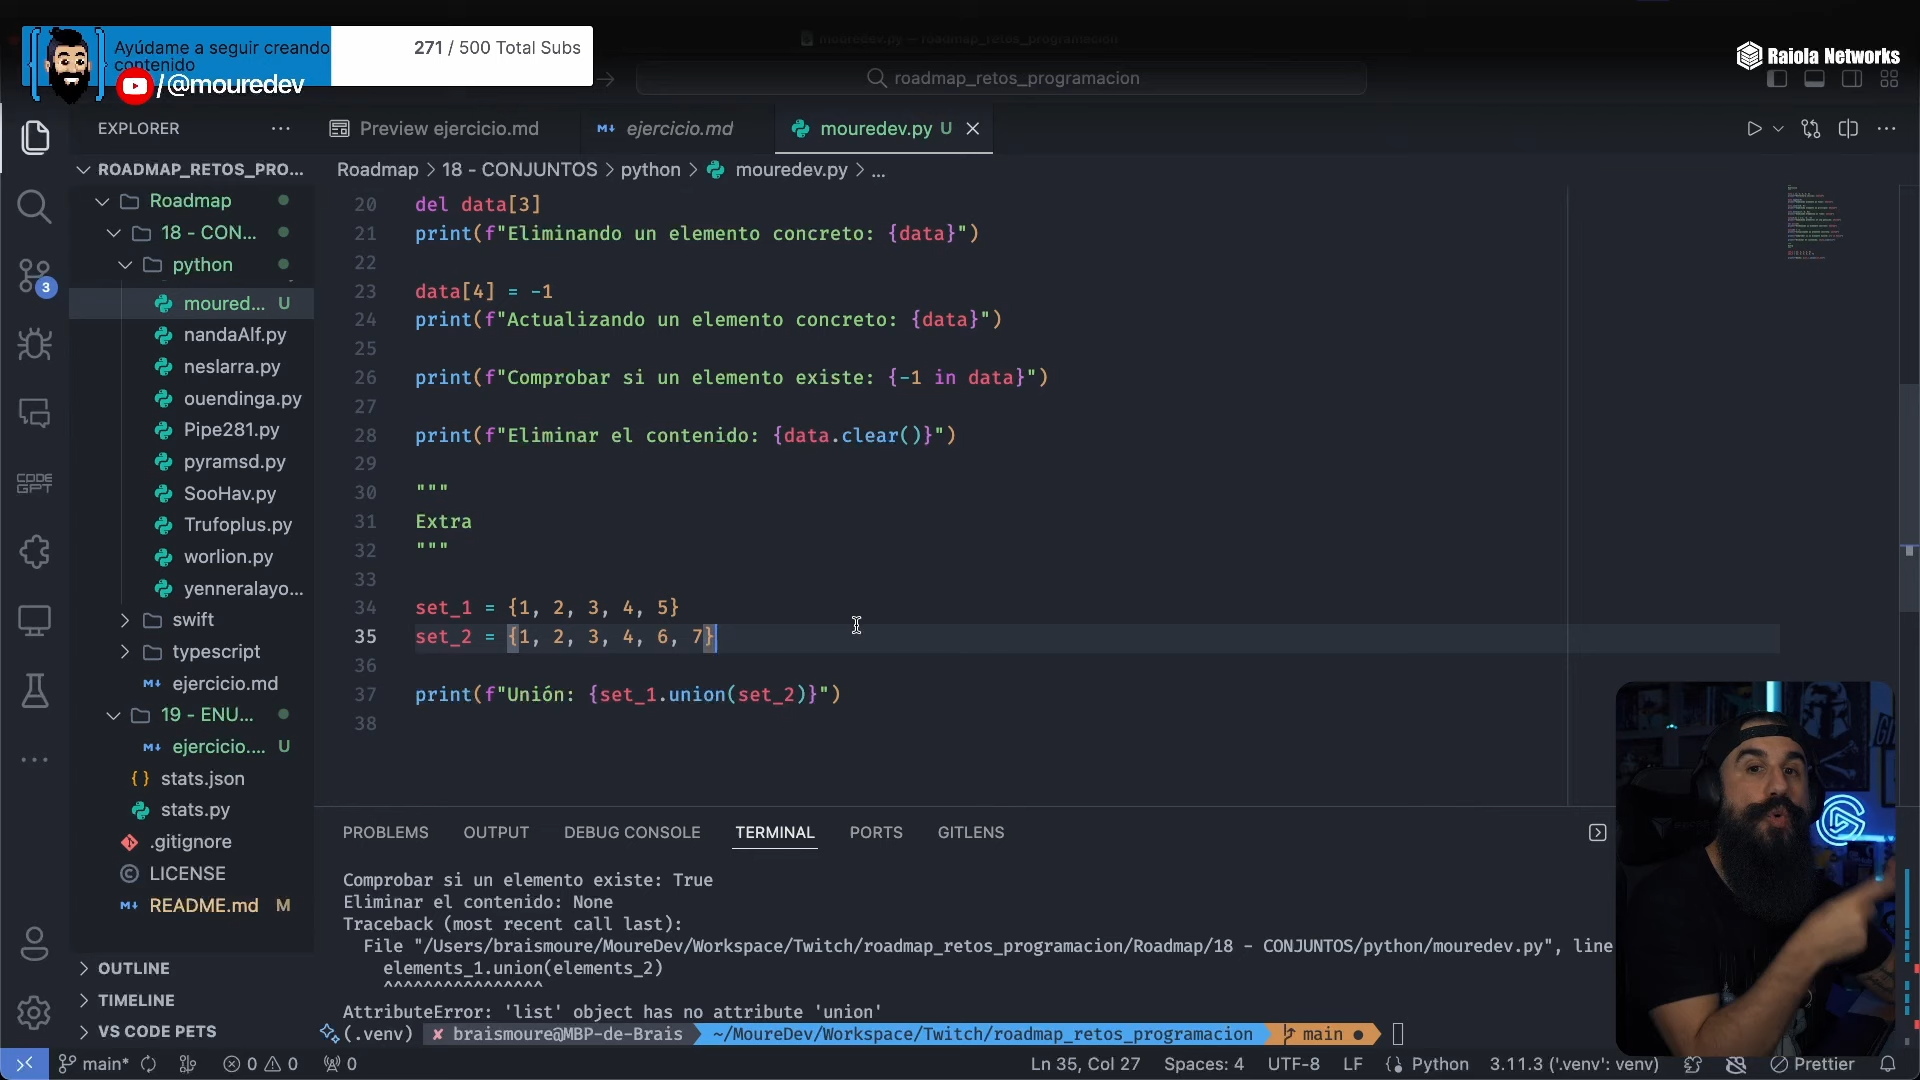 Ayúdame a seguir creando
contenido
271 / 500 Total Subs
/@mouredev
mouredev.py — roadmap_retos_programacion
roadmap_retos_programacion
Raiola Networks
EXPLORER
Preview ejercicio.md
ejercicio.md
mouredev.py U
ROADMAP_RETOS_PRO...
Roadmap > 18 - CONJUNTOS > python > mouredev.py > ...
Roadmap
18 - CON...
python
moured... U
nandaAlf.py
neslarra.py
ouendinga.py
Pipe281.py
pyramsd.py
SooHav.py
Trufoplus.py
worlion.py
yenneralayo...
swift
typescript
ejercicio.md
19 - ENU...
ejercicio.... U
stats.json
stats.py
.gitignore
LICENSE
README.md M
OUTLINE
TIMELINE
VS CODE PETS
3
CODE
GPT
20 del data[3]
21 print(f"Eliminando un elemento concreto: {data}")
22
23 data[4] = -1
24 print(f"Actualizando un elemento concreto: {data}")
25
26 print(f"Comprobar si un elemento existe: {-1 in data}")
27
28 print(f"Eliminar el contenido: {data.clear()}")
29
30 """
31 Extra
32 """
33
34 set_1 = {1, 2, 3, 4, 5}
35 set_2 = {1, 2, 3, 4, 6, 7}
36
37 print(f"Unión: {set_1.union(set_2)}")
38
PROBLEMS OUTPUT DEBUG CONSOLE TERMINAL PORTS GITLENS
Comprobar si un elemento existe: True
Eliminar el contenido: None
Traceback (most recent call last):
File "/Users/braismoure/MoureDev/Workspace/Twitch/roadmap_retos_programacion/Roadmap/18 - CONJUNTOS/python/mouredev.py", line
elements_1.union(elements_2)
^^^^^^^^^^^^^^^^
AttributeError: 'list' object has no attribute 'union'
(.venv) ✘ braismoure@MBP-de-Brais ~/MoureDev/Workspace/Twitch/roadmap_retos_programacion main ●
main* 0 0 0 Ln 35, Col 27 Spaces: 4 UTF-8 LF {} Python 3.11.3 ('.venv': venv) Prettier